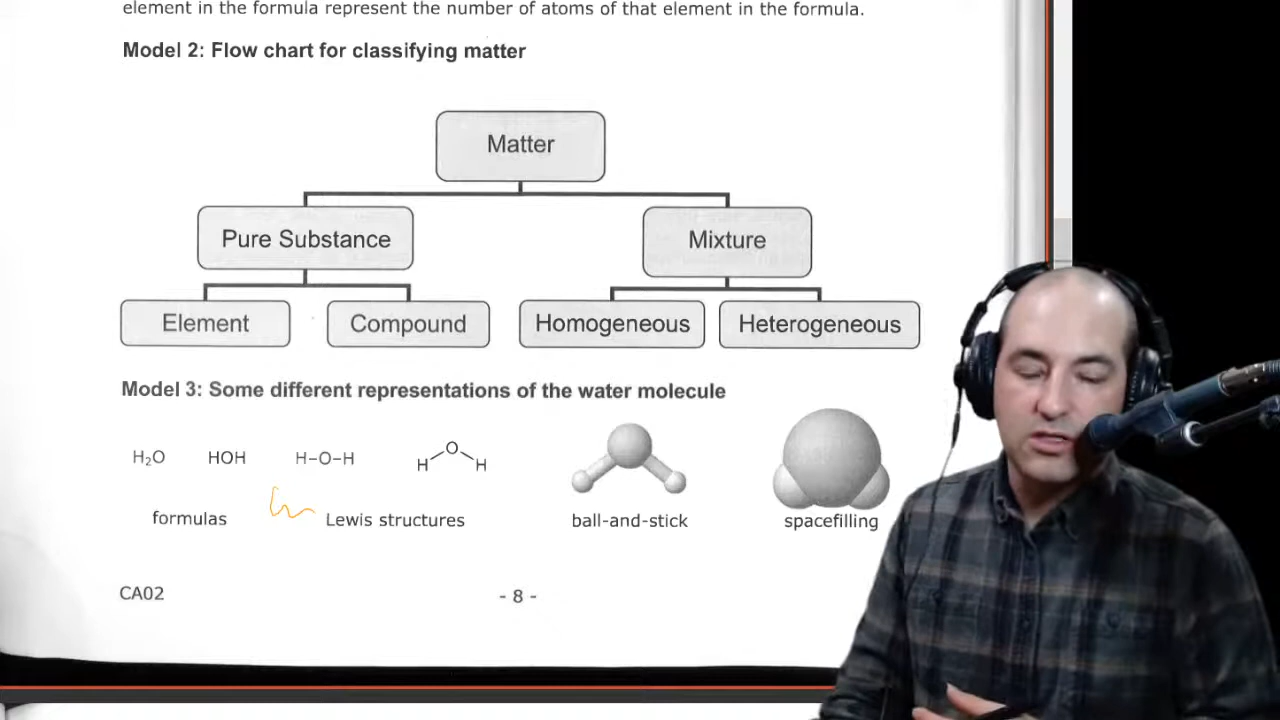 element in the formula represent the number of atoms of that element in the formula.
Model 2: Flow chart for classifying matter
Matter
Pure Substance
Mixture
Element
Compound
Homogeneous
Heterogeneous
Model 3: Some different representations of the water molecule
H₂O HOH H-O-H H O H
formulas Lewis structures ball-and-stick spacefilling
CA02 - 8 -